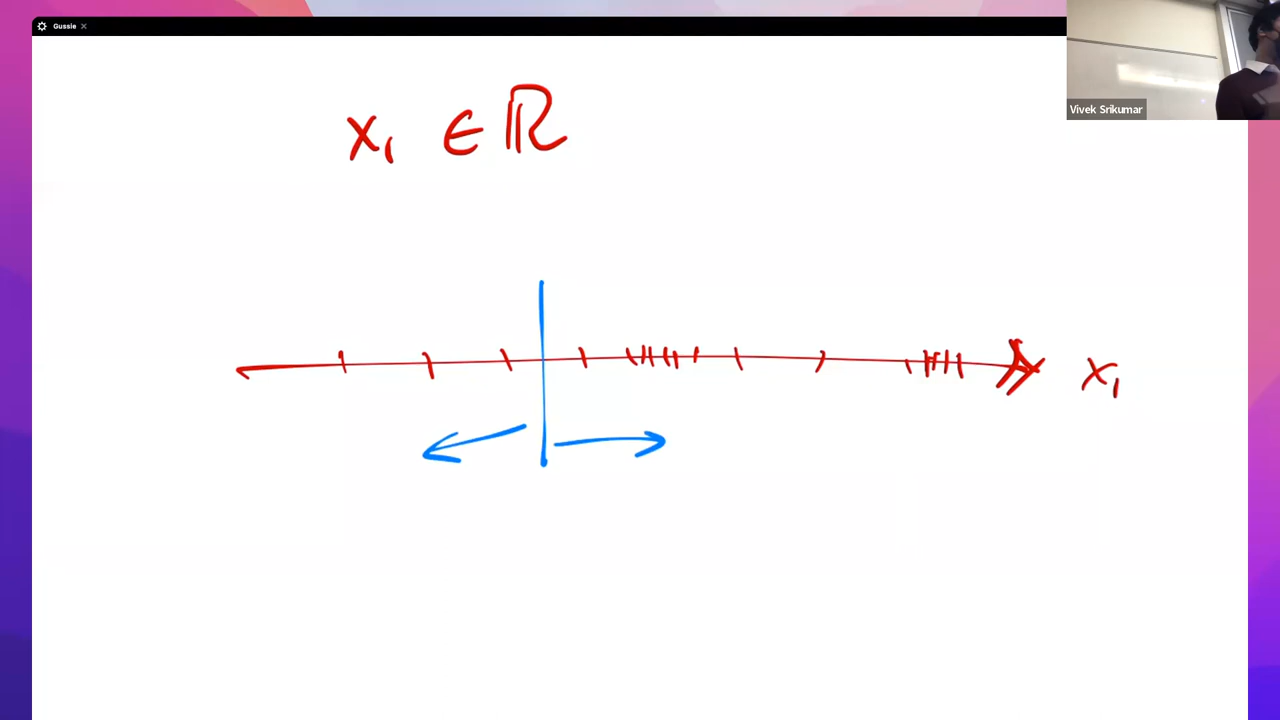 Gussie
Vivek Srikumar
x₁ ∈ ℝ
x₁